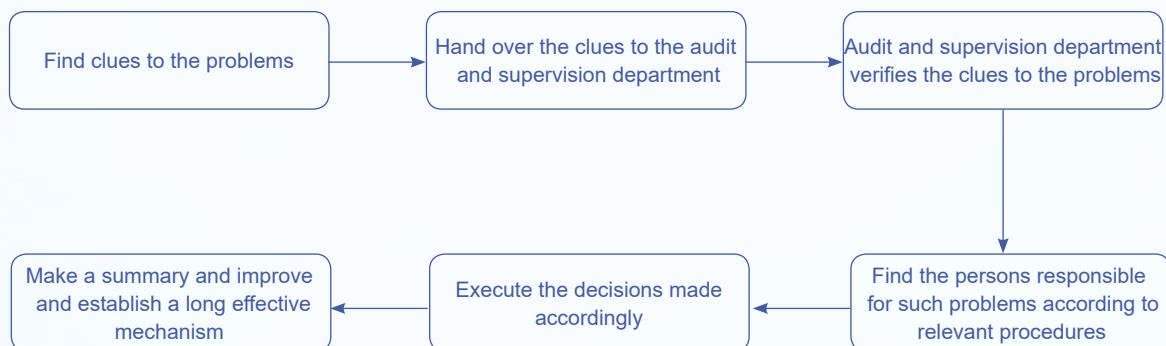 Find clues to the problems
Hand over the clues to the audit
and supervision department
Audit and supervision department
verifies the clues to the problems
Find the persons responsible
for such problems according to
relevant procedures
Execute the decisions made
accordingly
Make a summary and improve
and establish a long effective
mechanism